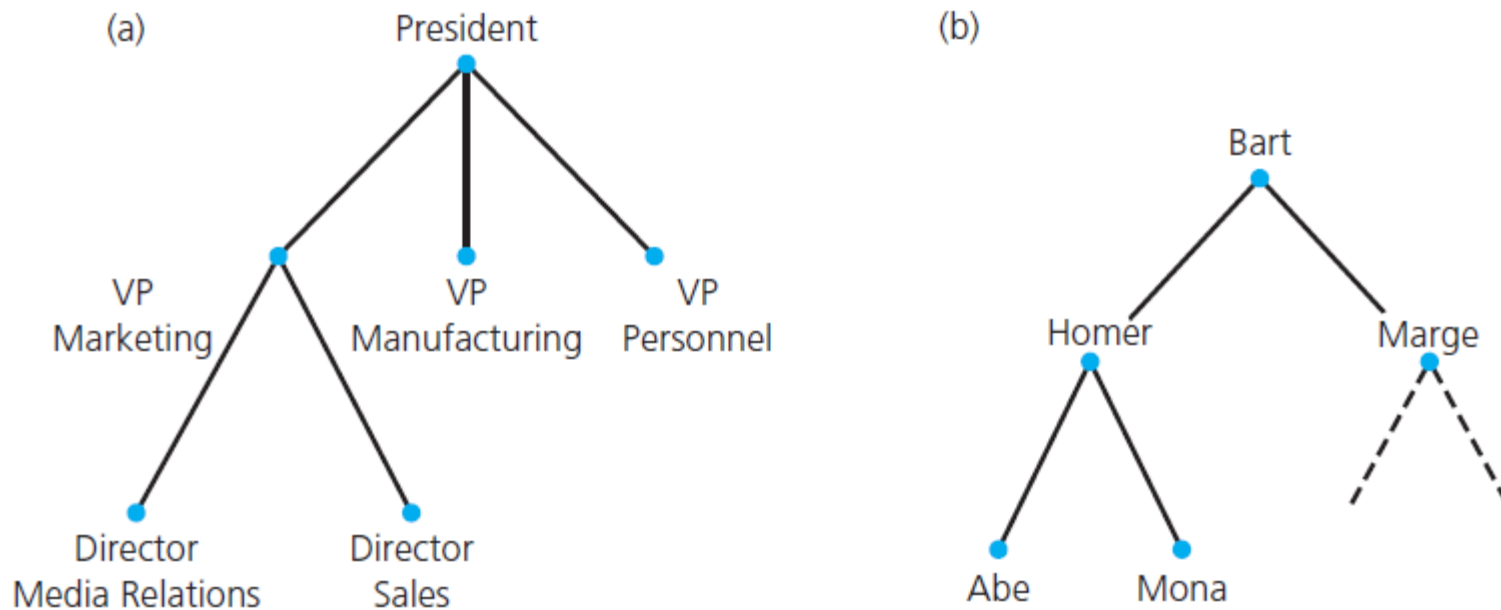 (a)
President
VP
Marketing
VP
Manufacturing
VP
Personnel
Director
Media Relations
Director
Sales
(b)
Bart
Homer
Marge
Abe
Mona